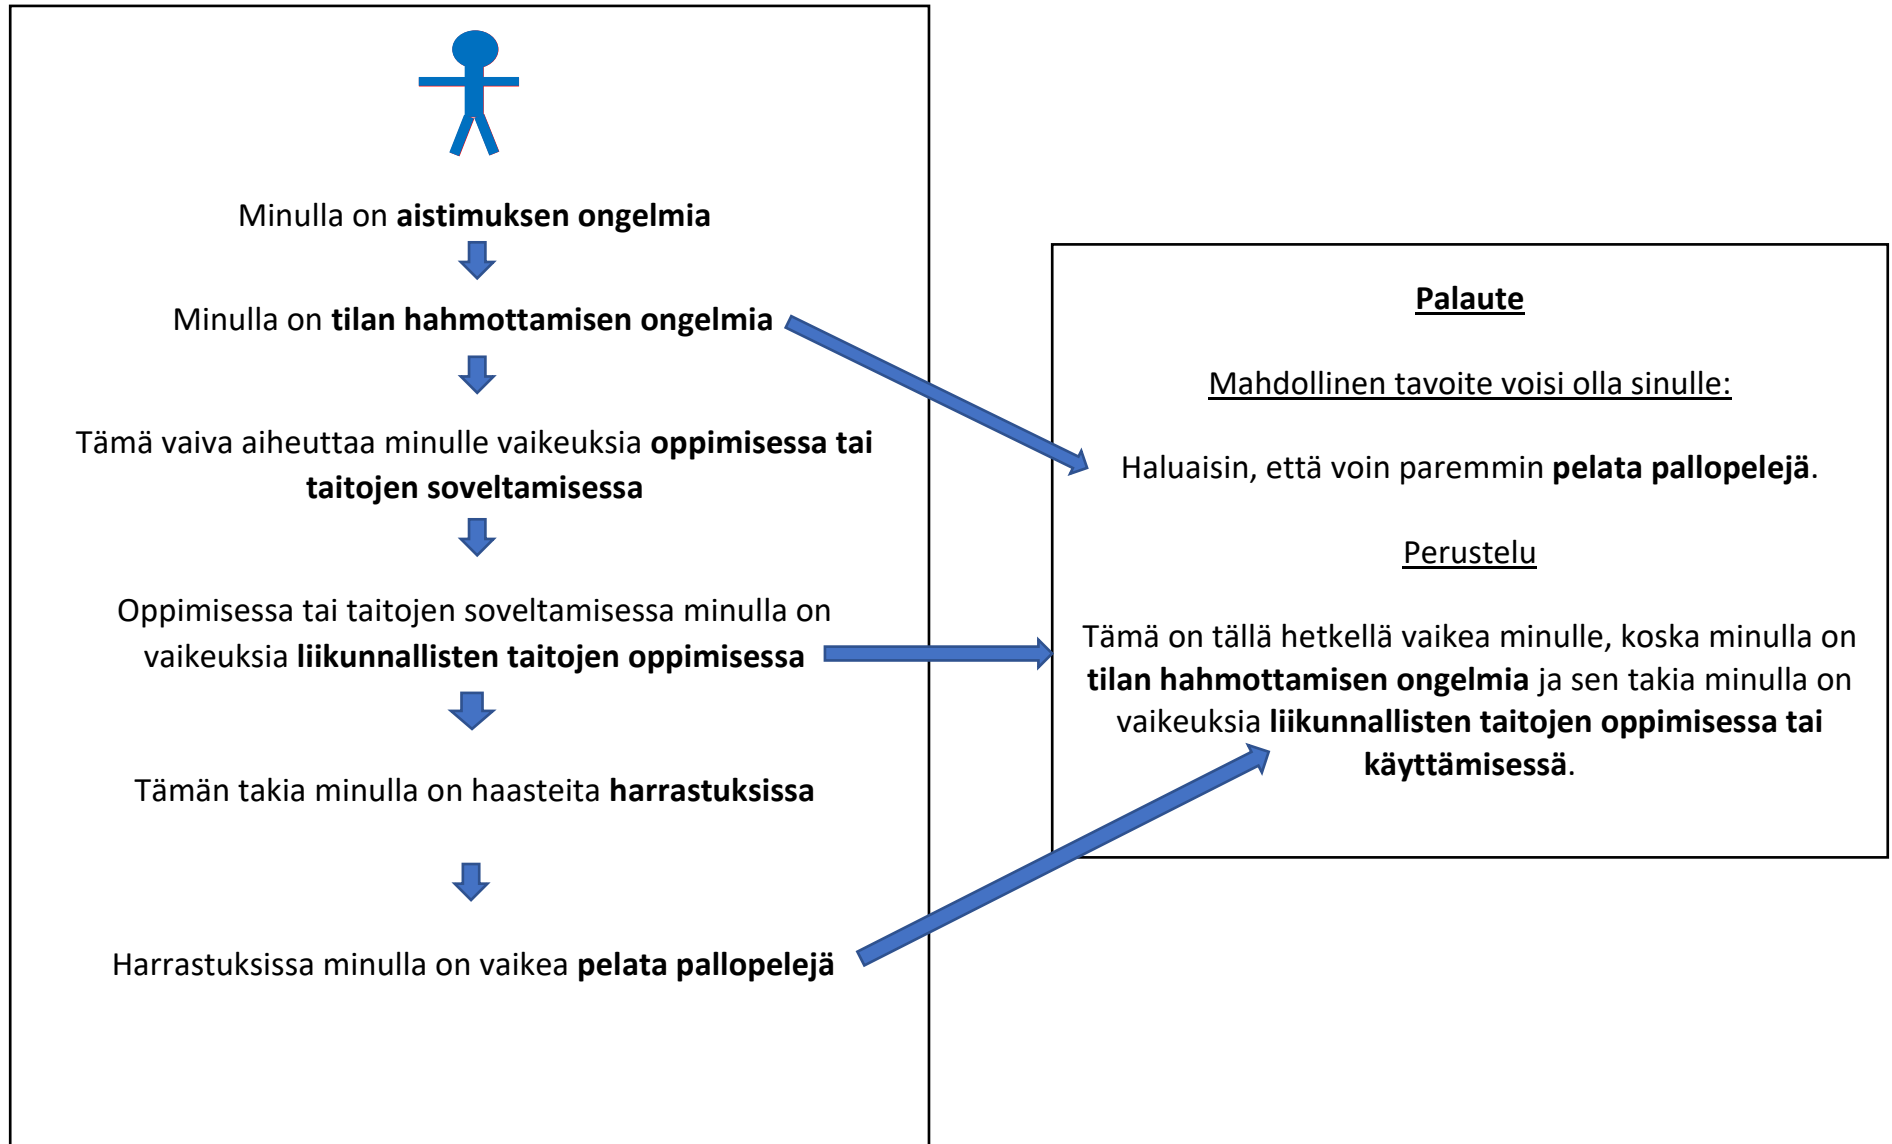 Minulla on aistimuksen ongelmia
Minulla on tilan hahmottamisen ongelmia
Tämä vaiva aiheuttaa minulle vaikeuksia oppimisessa tai
taitojen soveltamisessa
Oppimisessa tai taitojen soveltamisessa minulla on
vaikeuksia liikunnallisten taitojen oppimisessa
Tämän takia minulla on haasteita harrastuksissa
Harrastuksissa minulla on vaikea pelata pallopelejä
Palaute
Mahdollinen tavoite voisi olla sinulle:
Haluaisin, että voin paremmin pelata pallopelejä.
Perustelu
Tämä on tällä hetkellä vaikea minulle, koska minulla on
tilan hahmottamisen ongelmia ja sen takia minulla on
vaikeuksia liikunnallisten taitojen oppimisessa tai
käyttämisessä.